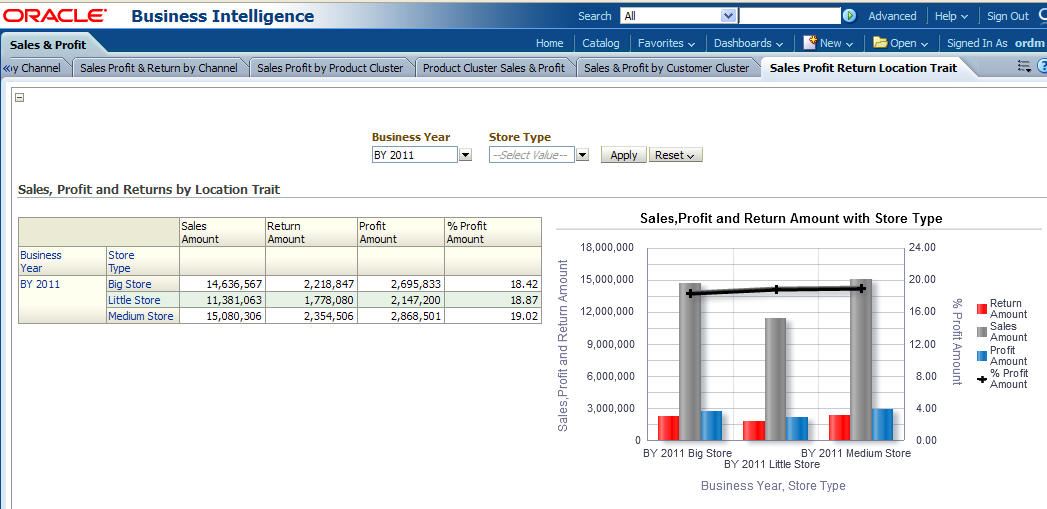 ORACLE Business Intelligence
Search All Advanced Help Sign Out
Sales & Profit
Home Catalog Favorites Dashboards New Open Signed In As ordm
«y Channel Sales Profit & Return by Channel Sales Profit by Product Cluster Product Cluster Sales & Profit Sales & Profit by Customer Cluster Sales Profit Return Location Trait
Business Year Store Type
BY 2011 --Select Value-- Apply Reset
Sales, Profit and Returns by Location Trait
Sales Amount Return Amount Profit Amount % Profit Amount
Business Year Store Type
BY 2011 Big Store 14,636,567 2,218,847 2,695,833 18.42
Little Store 11,381,063 1,778,080 2,147,200 18.87
Medium Store 15,080,306 2,354,506 2,868,501 19.02
Sales,Profit and Return Amount with Store Type
Sales,Profit and Return Amount
18,000,000
15,000,000
12,000,000
9,000,000
6,000,000
3,000,000
0
24.00
20.00
16.00
12.00
8.00
4.00
0.00
% Profit Amount
Return Amount
Sales Amount
Profit Amount
% Profit Amount
BY 2011 Big Store BY 2011 Medium Store
BY 2011 Little Store
Business Year, Store Type